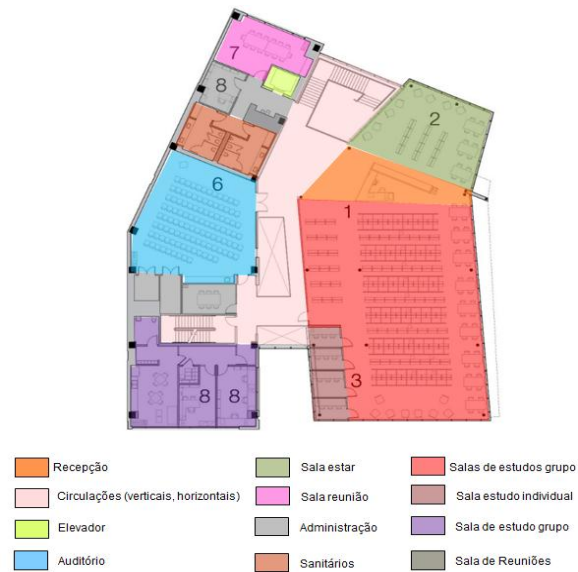 7
8
2
6
1
3
8
8
Recepção
Sala estar
Salas de estudos grupo
Circulações (verticais, horizontais)
Sala reunião
Sala estudo individual
Elevador
Administração
Sala de estudo grupo
Auditório
Sanitários
Sala de Reuniões